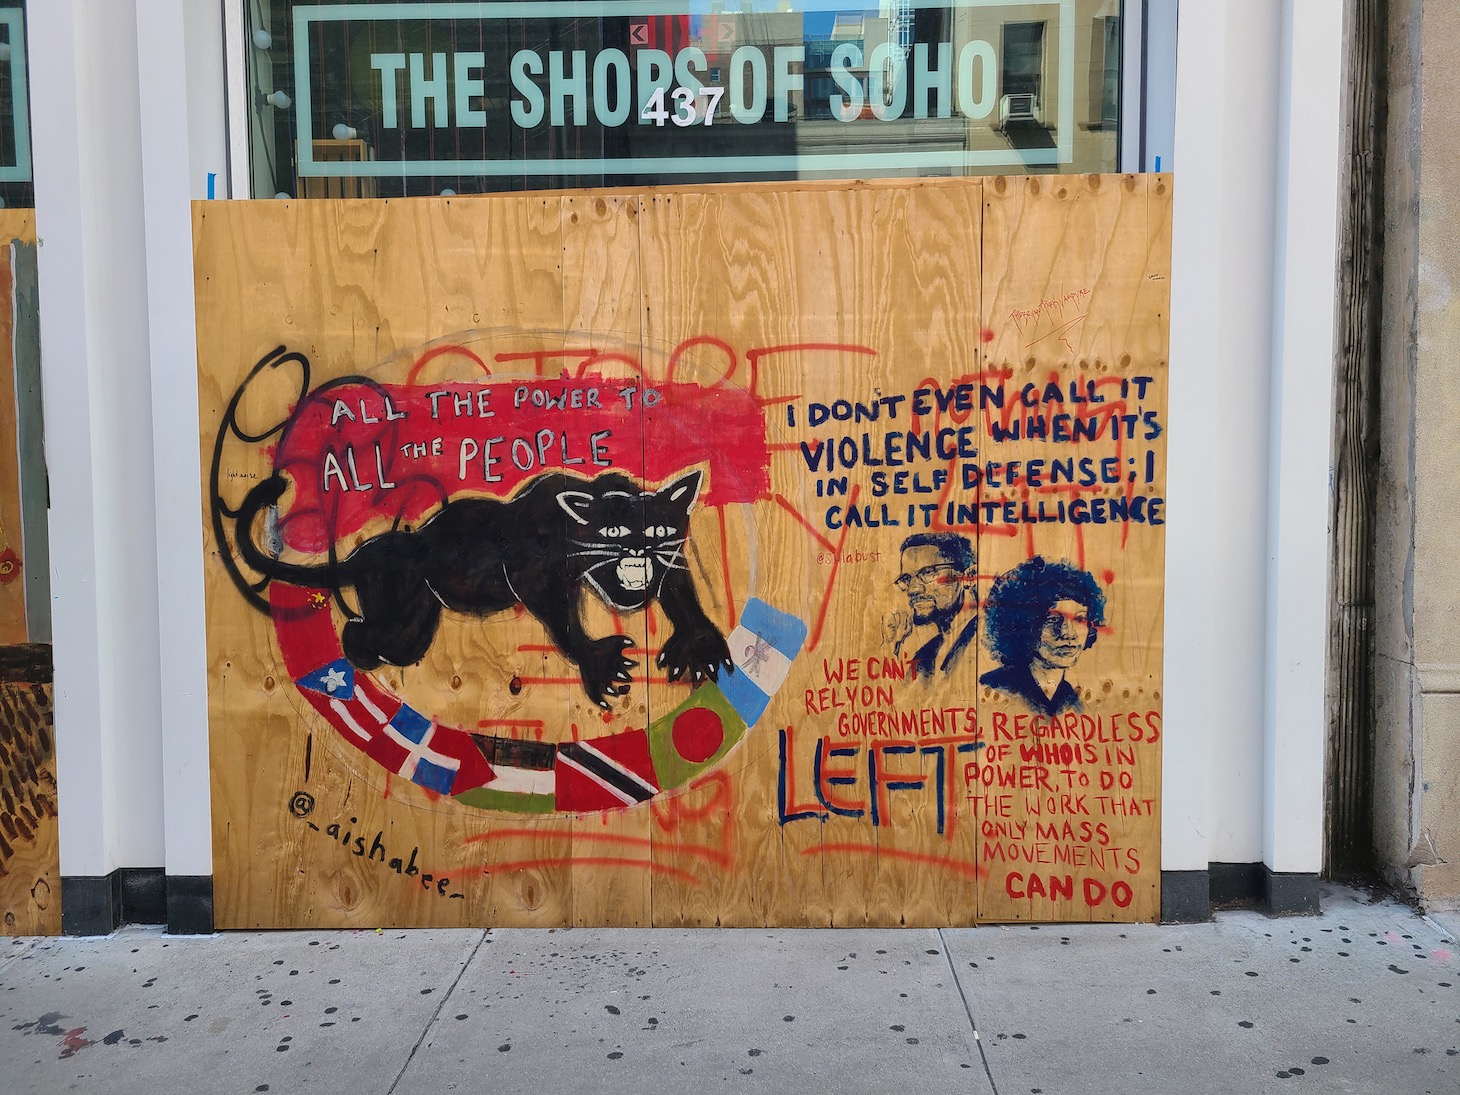 THE SHOPS OF SOHO
437
ALL THE POWER TO
ALL THE PEOPLE
I DON'T EVEN CALL IT
VIOLENCE WHEN IT'S
IN SELF DEFENSE; I
CALL IT INTELLIGENCE
WE CAN'T
RELY ON
GOVERNMENTS,
LEFT
REGARDLESS
OF WHO IS IN
POWER, TO DO
THE WORK THAT
ONLY MASS
MOVEMENTS
CAN DO
@_aishabee_